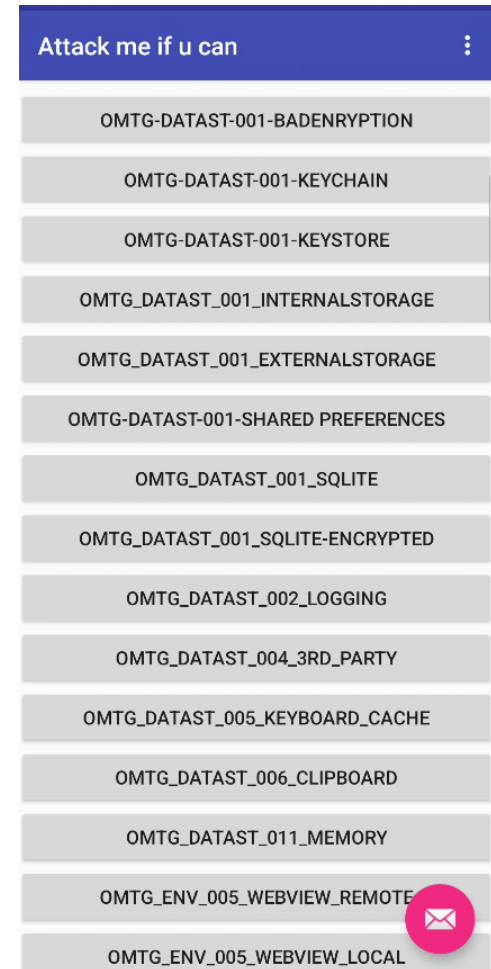 Attack me if u can
OMTG-DATAST-001-BADENRYPTION
OMTG-DATAST-001-KEYCHAIN
OMTG-DATAST-001-KEYSTORE
OMTG_DATAST_001_INTERNALSTORAGE
OMTG_DATAST_001_EXTERNALSTORAGE
OMTG-DATAST-001-SHARED PREFERENCES
OMTG_DATAST_001_SQLITE
OMTG_DATAST_001_SQLITE-ENCRYPTED
OMTG_DATAST_002_LOGGING
OMTG_DATAST_004_3RD_PARTY
OMTG_DATAST_005_KEYBOARD_CACHE
OMTG_DATAST_006_CLIPBOARD
OMTG_DATAST_011_MEMORY
OMTG_ENV_005_WEBVIEW_REMOTE
OMTG_ENV_005_WEBVIEW_LOCAL